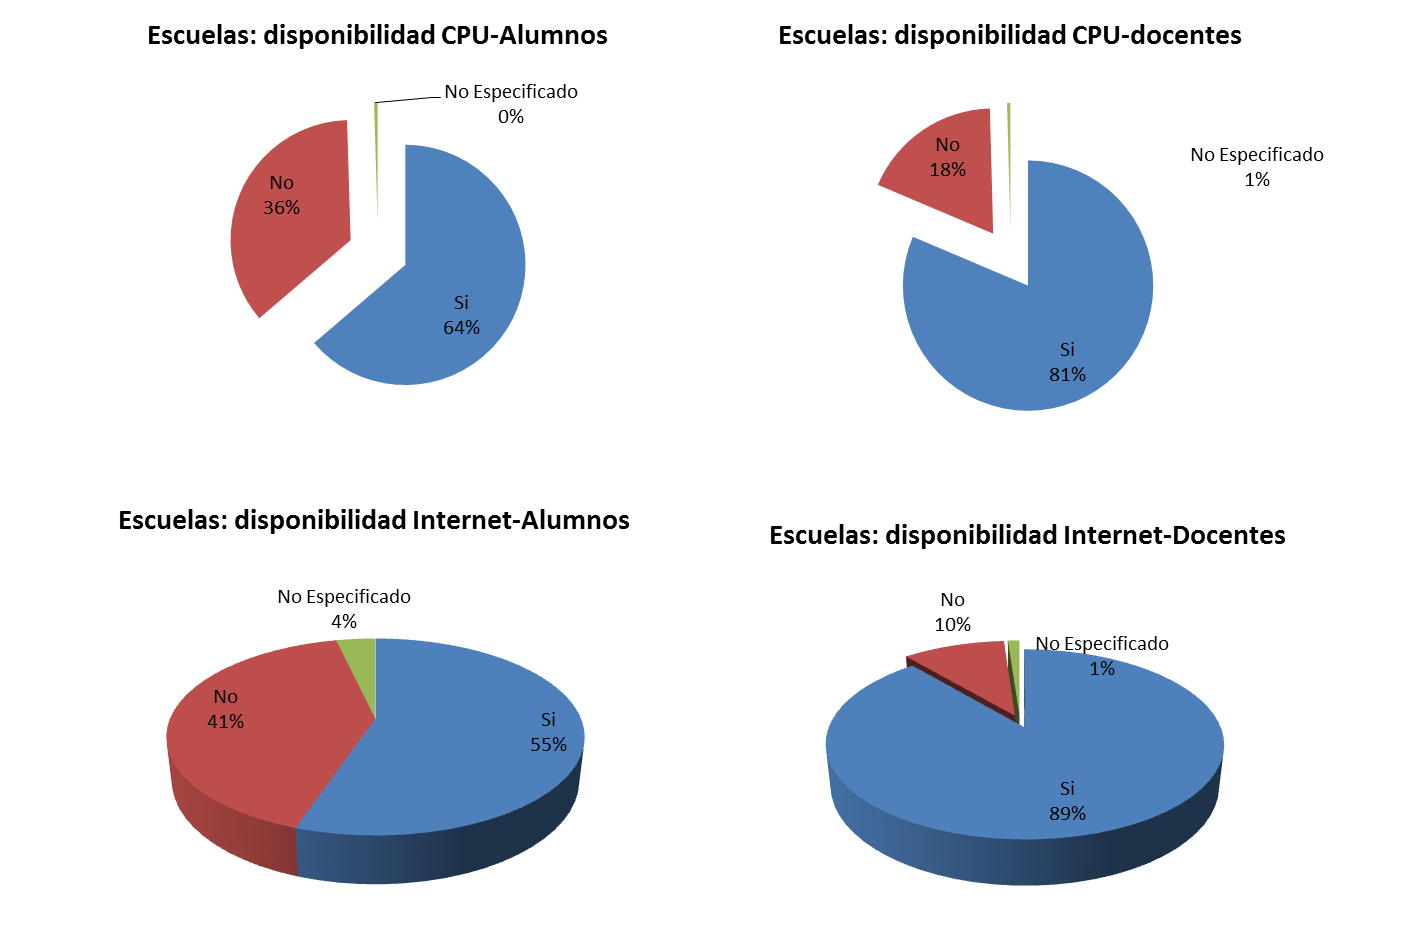 Escuelas: disponibilidad CPU-Alumnos
No Especificado
0%
No
36%
Si
64%
Escuelas: disponibilidad CPU-docentes
No
18%
No Especificado
1%
Si
81%
Escuelas: disponibilidad Internet-Alumnos
No Especificado
4%
No
41%
Si
55%
Escuelas: disponibilidad Internet-Docentes
No
10%
No Especificado
1%
Si
89%